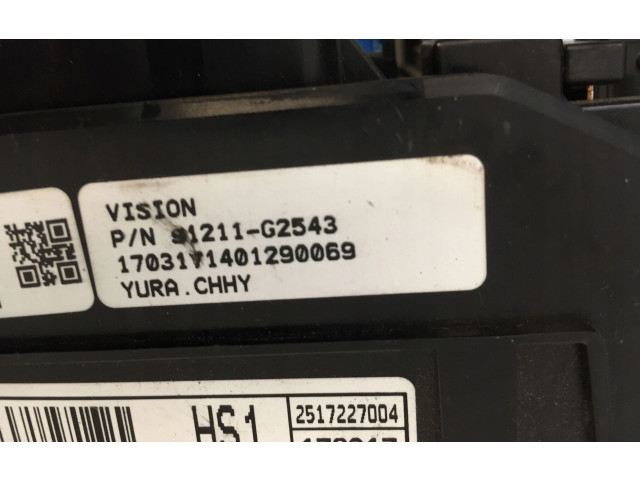 VISION
P/N 91211-G2543
1703171401290069
YURA.CHHY
HS1
2517227004